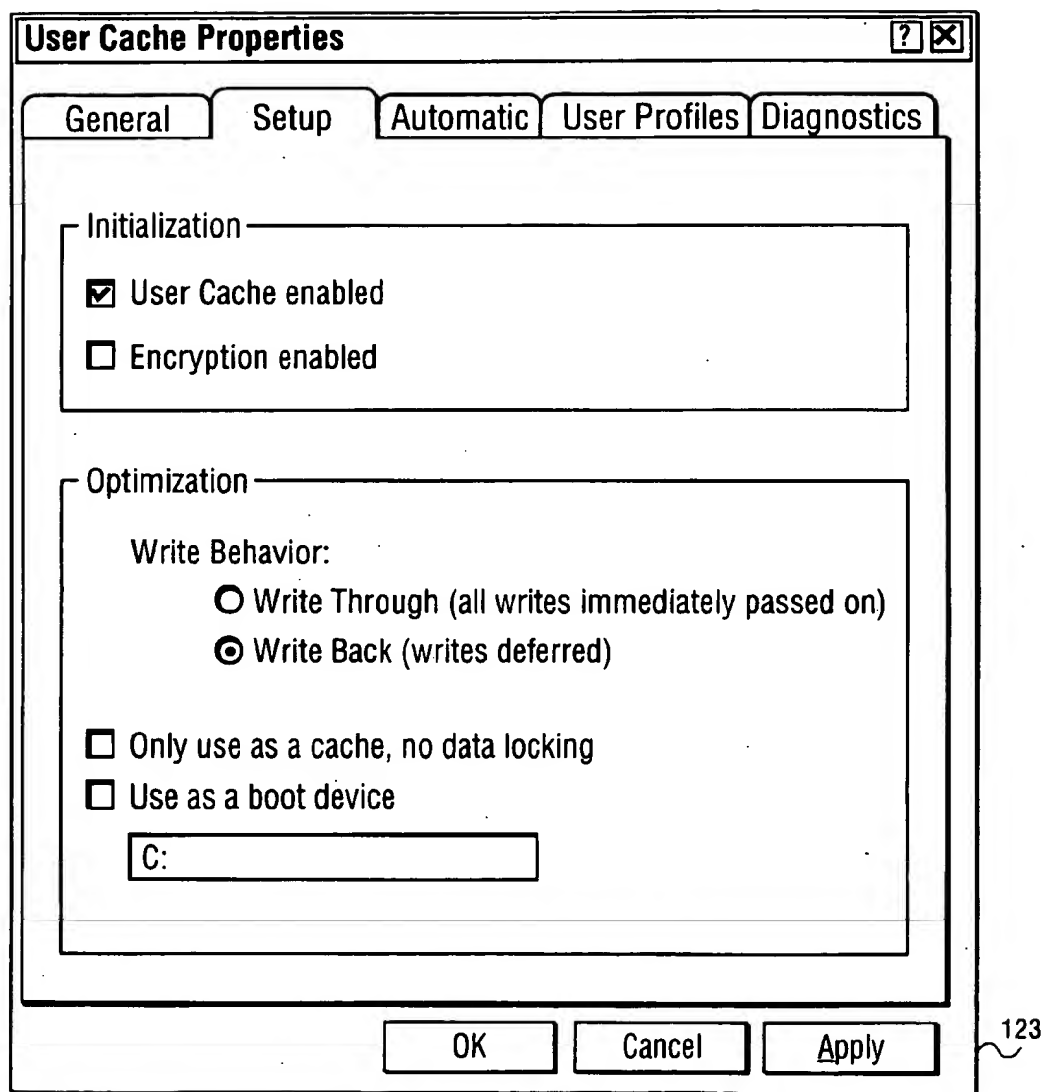 User Cache Properties ?
General Setup Automatic User Profiles Diagnostics
Initialization
User Cache enabled
Encryption enabled
Optimization
Write Behavior:
Write Through (all writes immediately passed on)
Write Back (writes deferred)
Only use as a cache, no data locking
Use as a boot device
C:
OK Cancel Apply
123